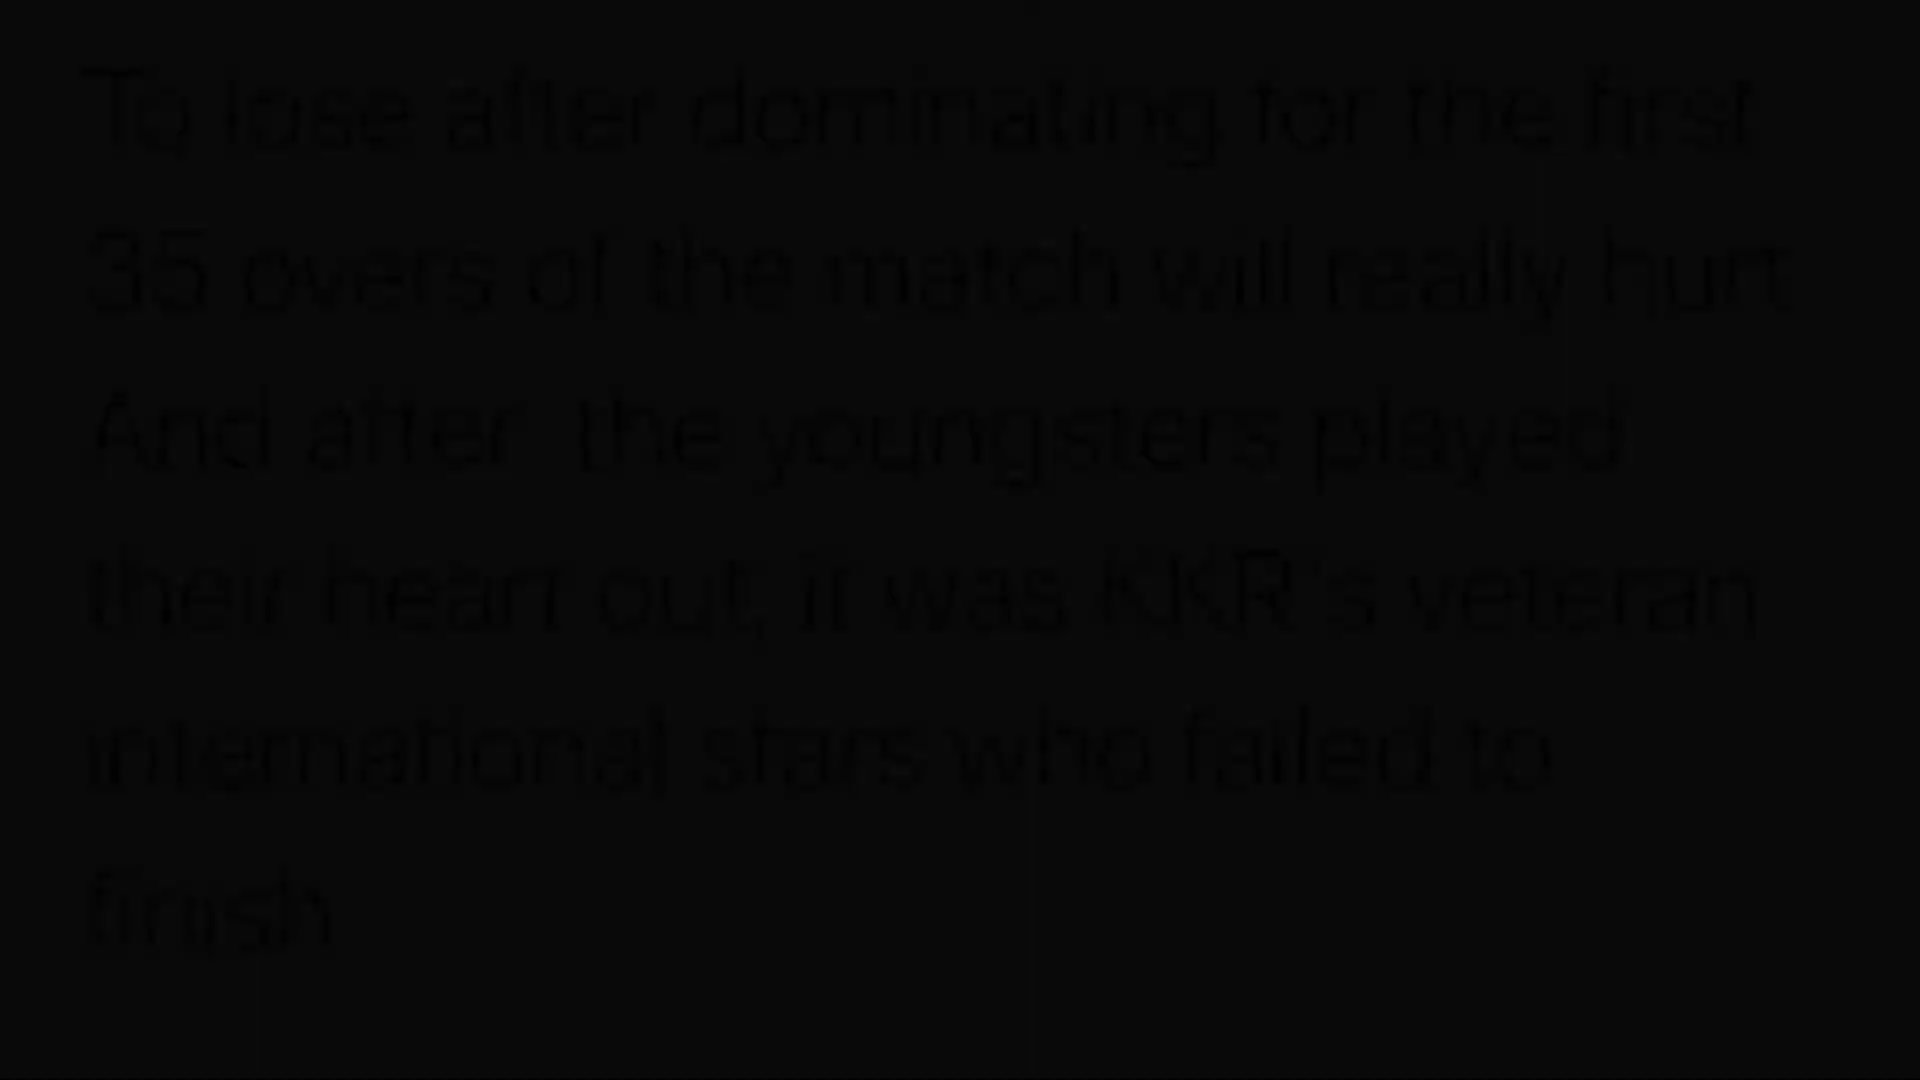 To lose after dominating for the first
35 overs of the match will really hurt
And after the youngsters played
their heart out, it was KKR's veteran
international stars who failed to
finish